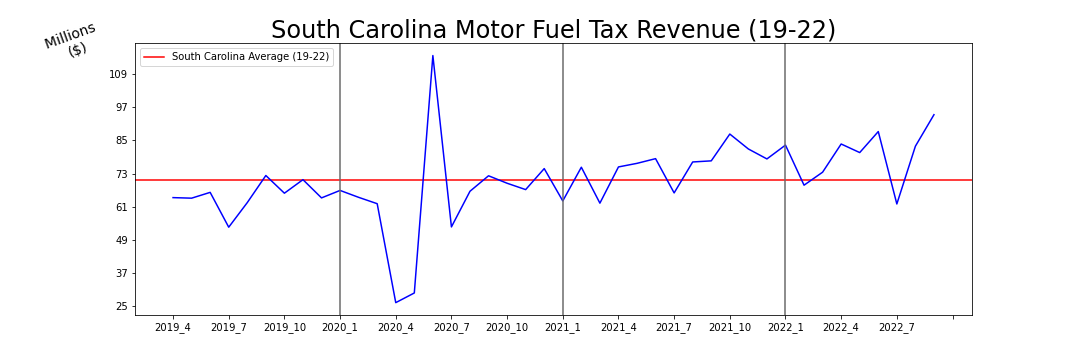 South Carolina Motor Fuel Tax Revenue (19-22)
Millions
($)
South Carolina Average (19-22)
109
97
85
73
61
49
37
25
2019_4 2019_7 2019_10 2020_1 2020_4 2020_7 2020_10 2021_1 2021_4 2021_7 2021_10 2022_1 2022_4 2022_7